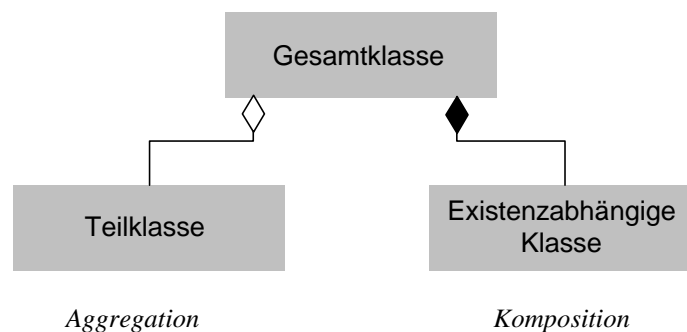 Gesamtklasse
Teilklasse
Existenzabhängige
Klasse
Aggregation
Komposition